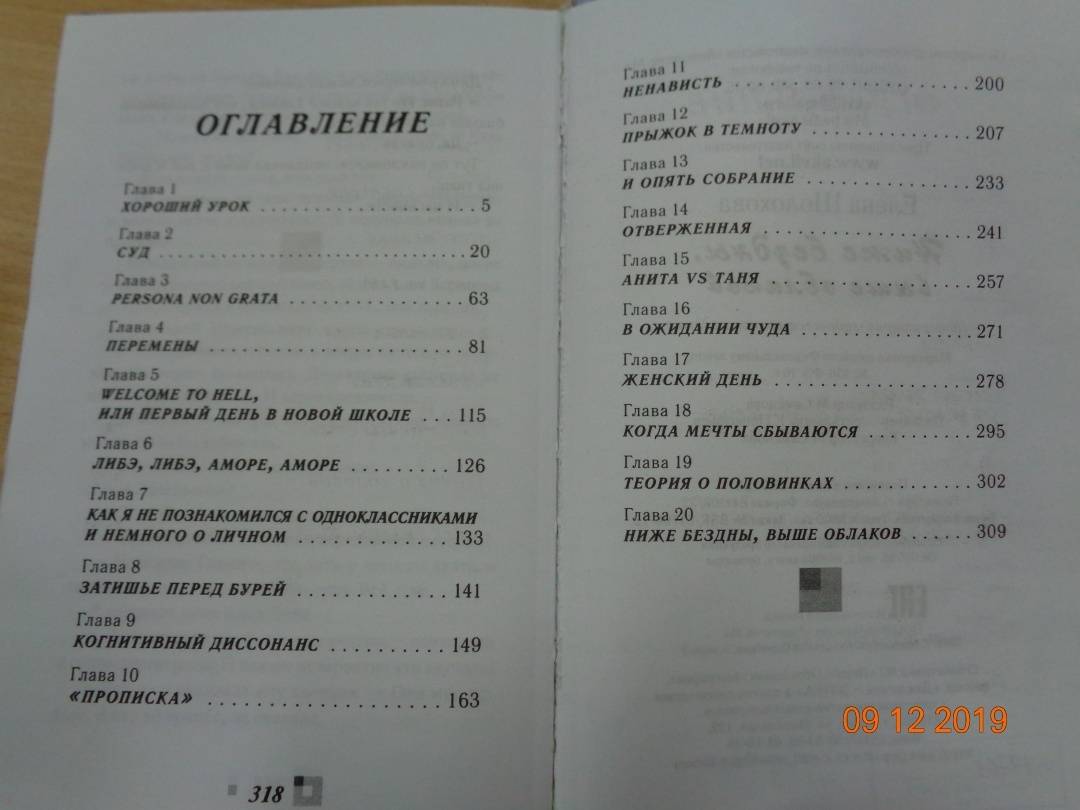 ОГЛАВЛЕНИЕ
Глава 1
ХОРОШИЙ УРОК ........................ 5
Глава 2
СУД ........................ 20
Глава 3
PERSONA NON GRATA ........................ 63
Глава 4
ПЕРЕМЕНЫ ........................ 81
Глава 5
WELCOME TO HELL,
ИЛИ ПЕРВЫЙ ДЕНЬ В НОВОЙ ШКОЛЕ ... 115
Глава 6
ЛИБЭ, ЛИБЭ, АМОРЕ, АМОРЕ ......... 126
Глава 7
КАК Я НЕ ПОЗНАКОМИЛСЯ С ОДНОКЛАССНИКАМИ
И НЕМНОГО О ЛИЧНОМ ............. 133
Глава 8
ЗАТИШЬЕ ПЕРЕД БУРЕЙ ............. 141
Глава 9
КОГНИТИВНЫЙ ДИССОНАНС .......... 149
Глава 10
«ПРОПИСКА» .................... 163
318
Глава 11
НЕНАВИСТЬ .................... 200
Глава 12
ПРЫЖОК В ТЕМНОТУ ............. 207
Глава 13
И ОПЯТЬ СОБРАНИЕ .............. 233
Глава 14
ОТВЕРЖЕННАЯ .................. 241
Глава 15
АНИТА VS ТАНЯ ................. 257
Глава 16
В ОЖИДАНИИ ЧУДА .............. 271
Глава 17
ЖЕНСКИЙ ДЕНЬ ................. 278
Глава 18
КОГДА МЕЧТЫ СБЫВАЮТСЯ ......... 295
Глава 19
ТЕОРИЯ О ПОЛОВИНКАХ ........... 302
Глава 20
НИЖЕ БЕЗДНЫ, ВЫШЕ ОБЛАКОВ ..... 309
09 12 2019